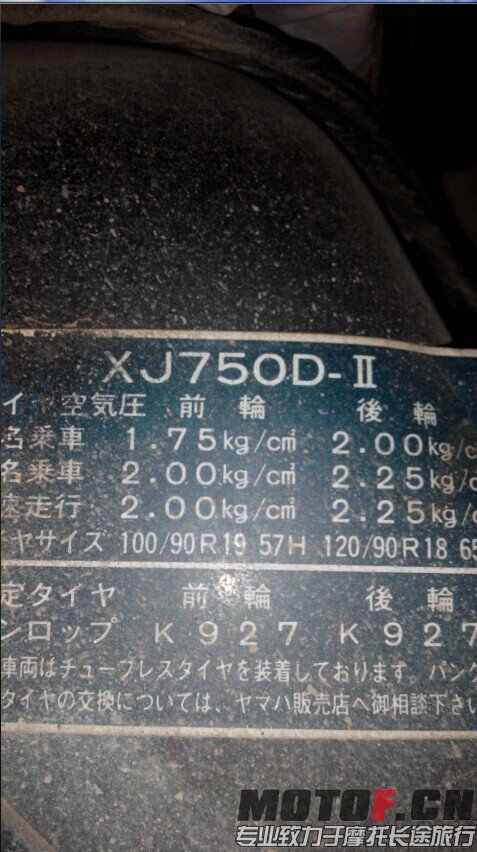 XJ750D-Ⅱ
イヤ空気圧 前輪 後輪
名乗車 1.75kg/c㎡ 2.00kg/c
名乗車 2.00kg/c㎡ 2.25kg/c
速走行 2.00kg/c㎡ 2.25kg/c
ヤサイズ 100/90R19 57H 120/90R18 65
定タイヤ 前輪 後輪
ンロップ K927 K927
車両はチューブレスタイヤを装着しております。パンク
タイヤの交換については、ヤマハ販売店へ御相談下さい
MOTOF.CN
专业致力于摩托长途旅行